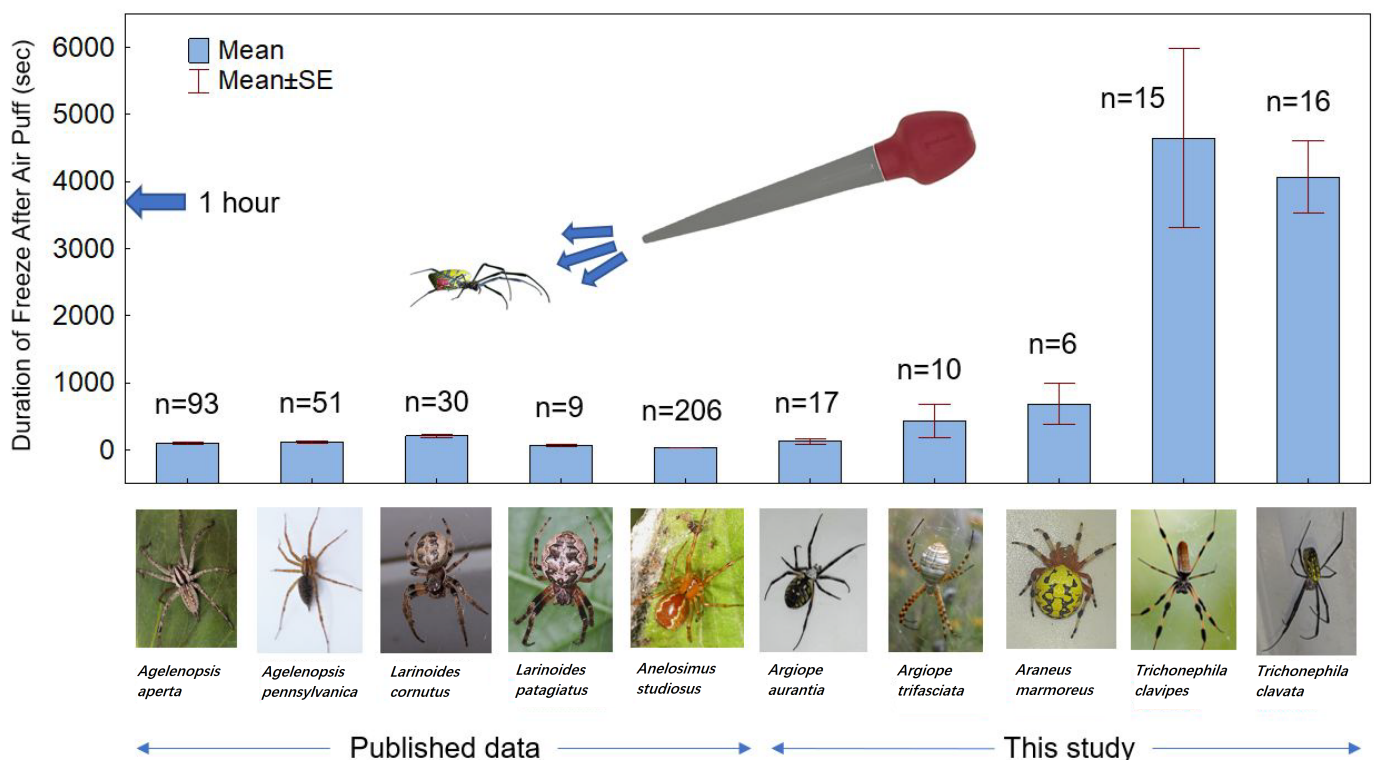 Duration of Freeze After Air Puff (sec)
6000
5000
4000
3000
2000
1000
0
Mean
Mean±SE
1 hour
n=93
n=51
n=30
n=9
n=206
n=17
n=10
n=6
n=15
n=16
Agelenopsis
aperta
Agelenopsis
pennsylvanica
Larinoides
cornutus
Larinoides
patagiatus
Anelosimus
studiosus
Argiope
aurantia
Argiope
trifasciata
Araneus
marmoreus
Trichonephila
clavipes
Trichonephila
clavata
Published data
This study